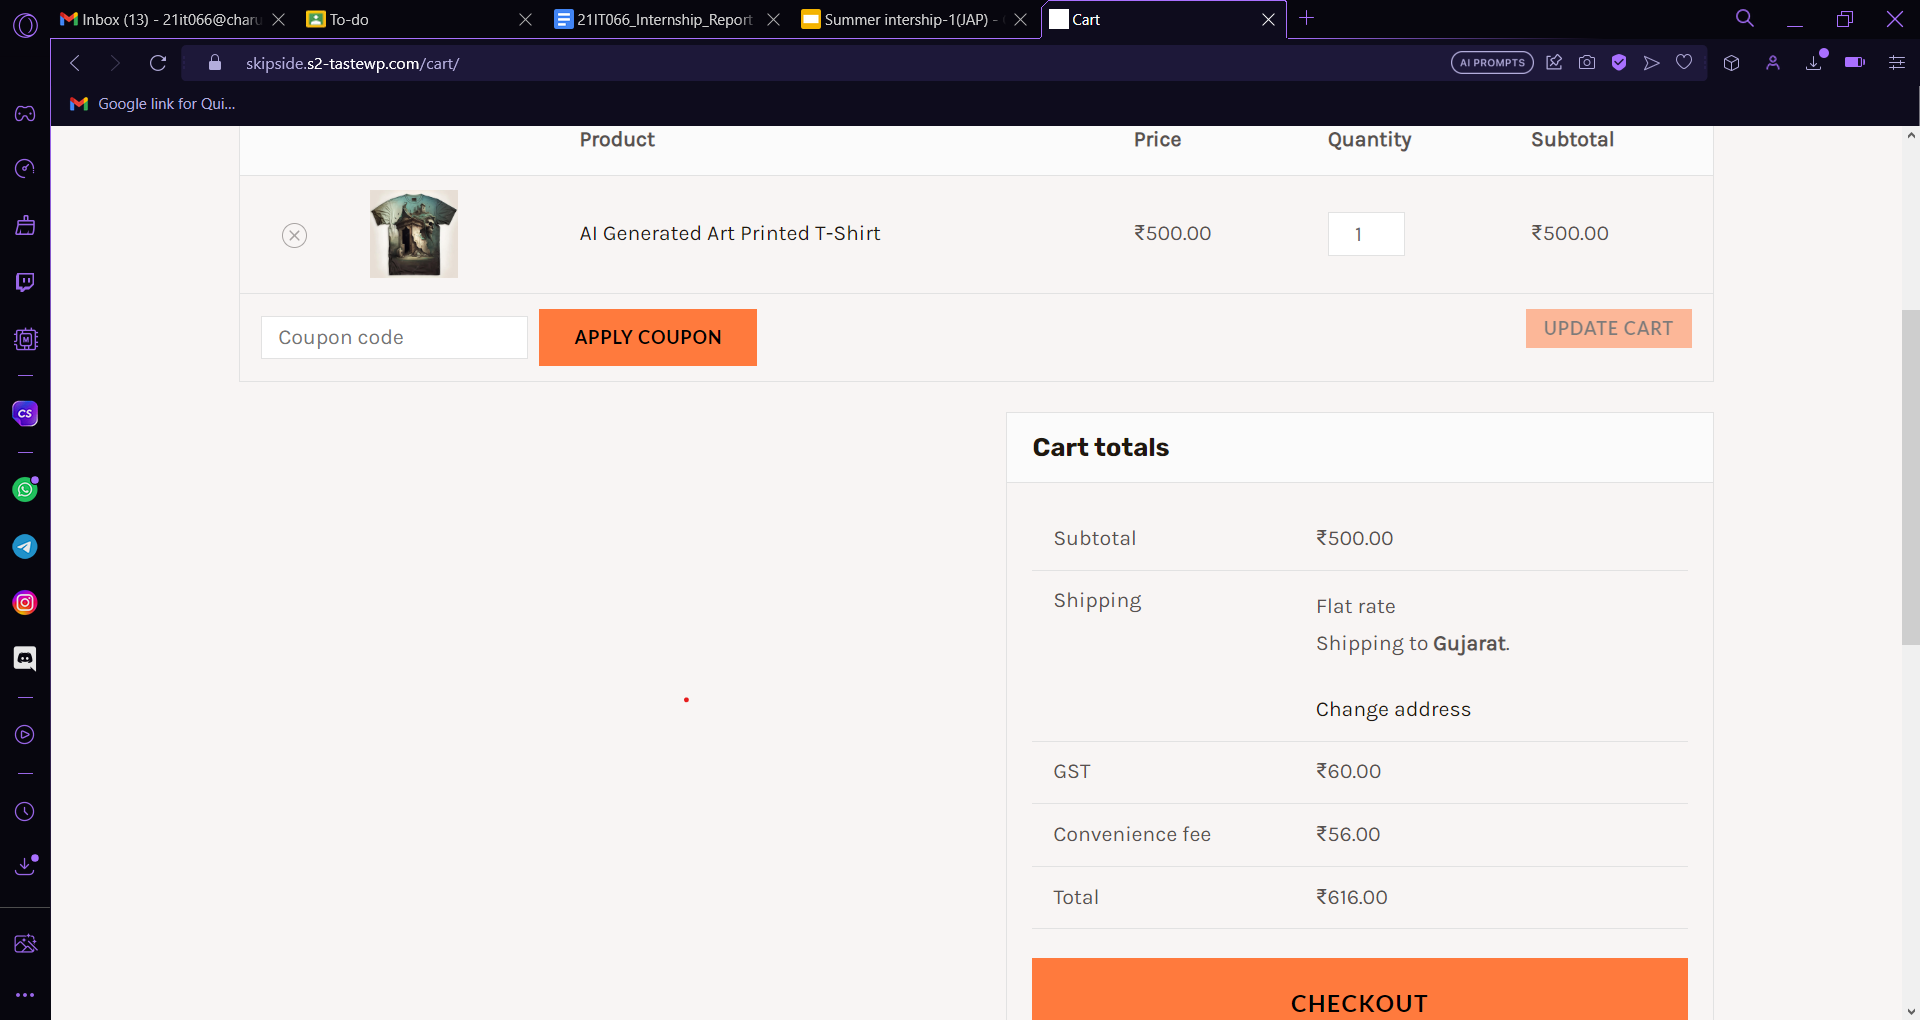 Inbox (13) - 21it066@charu
To-do
21IT066_Internship_Report
Summer intership-1(JAP) -
Cart
skipside.s2-tastewp.com/cart/
AI PROMPTS
Google link for Qui...
Product Price Quantity Subtotal
AI Generated Art Printed T-Shirt ₹500.00 1 ₹500.00
Coupon code APPLY COUPON UPDATE CART
Cart totals
Subtotal ₹500.00
Shipping Flat rate
Shipping to Gujarat.
Change address
GST ₹60.00
Convenience fee ₹56.00
Total ₹616.00
CHECKOUT
M
CS